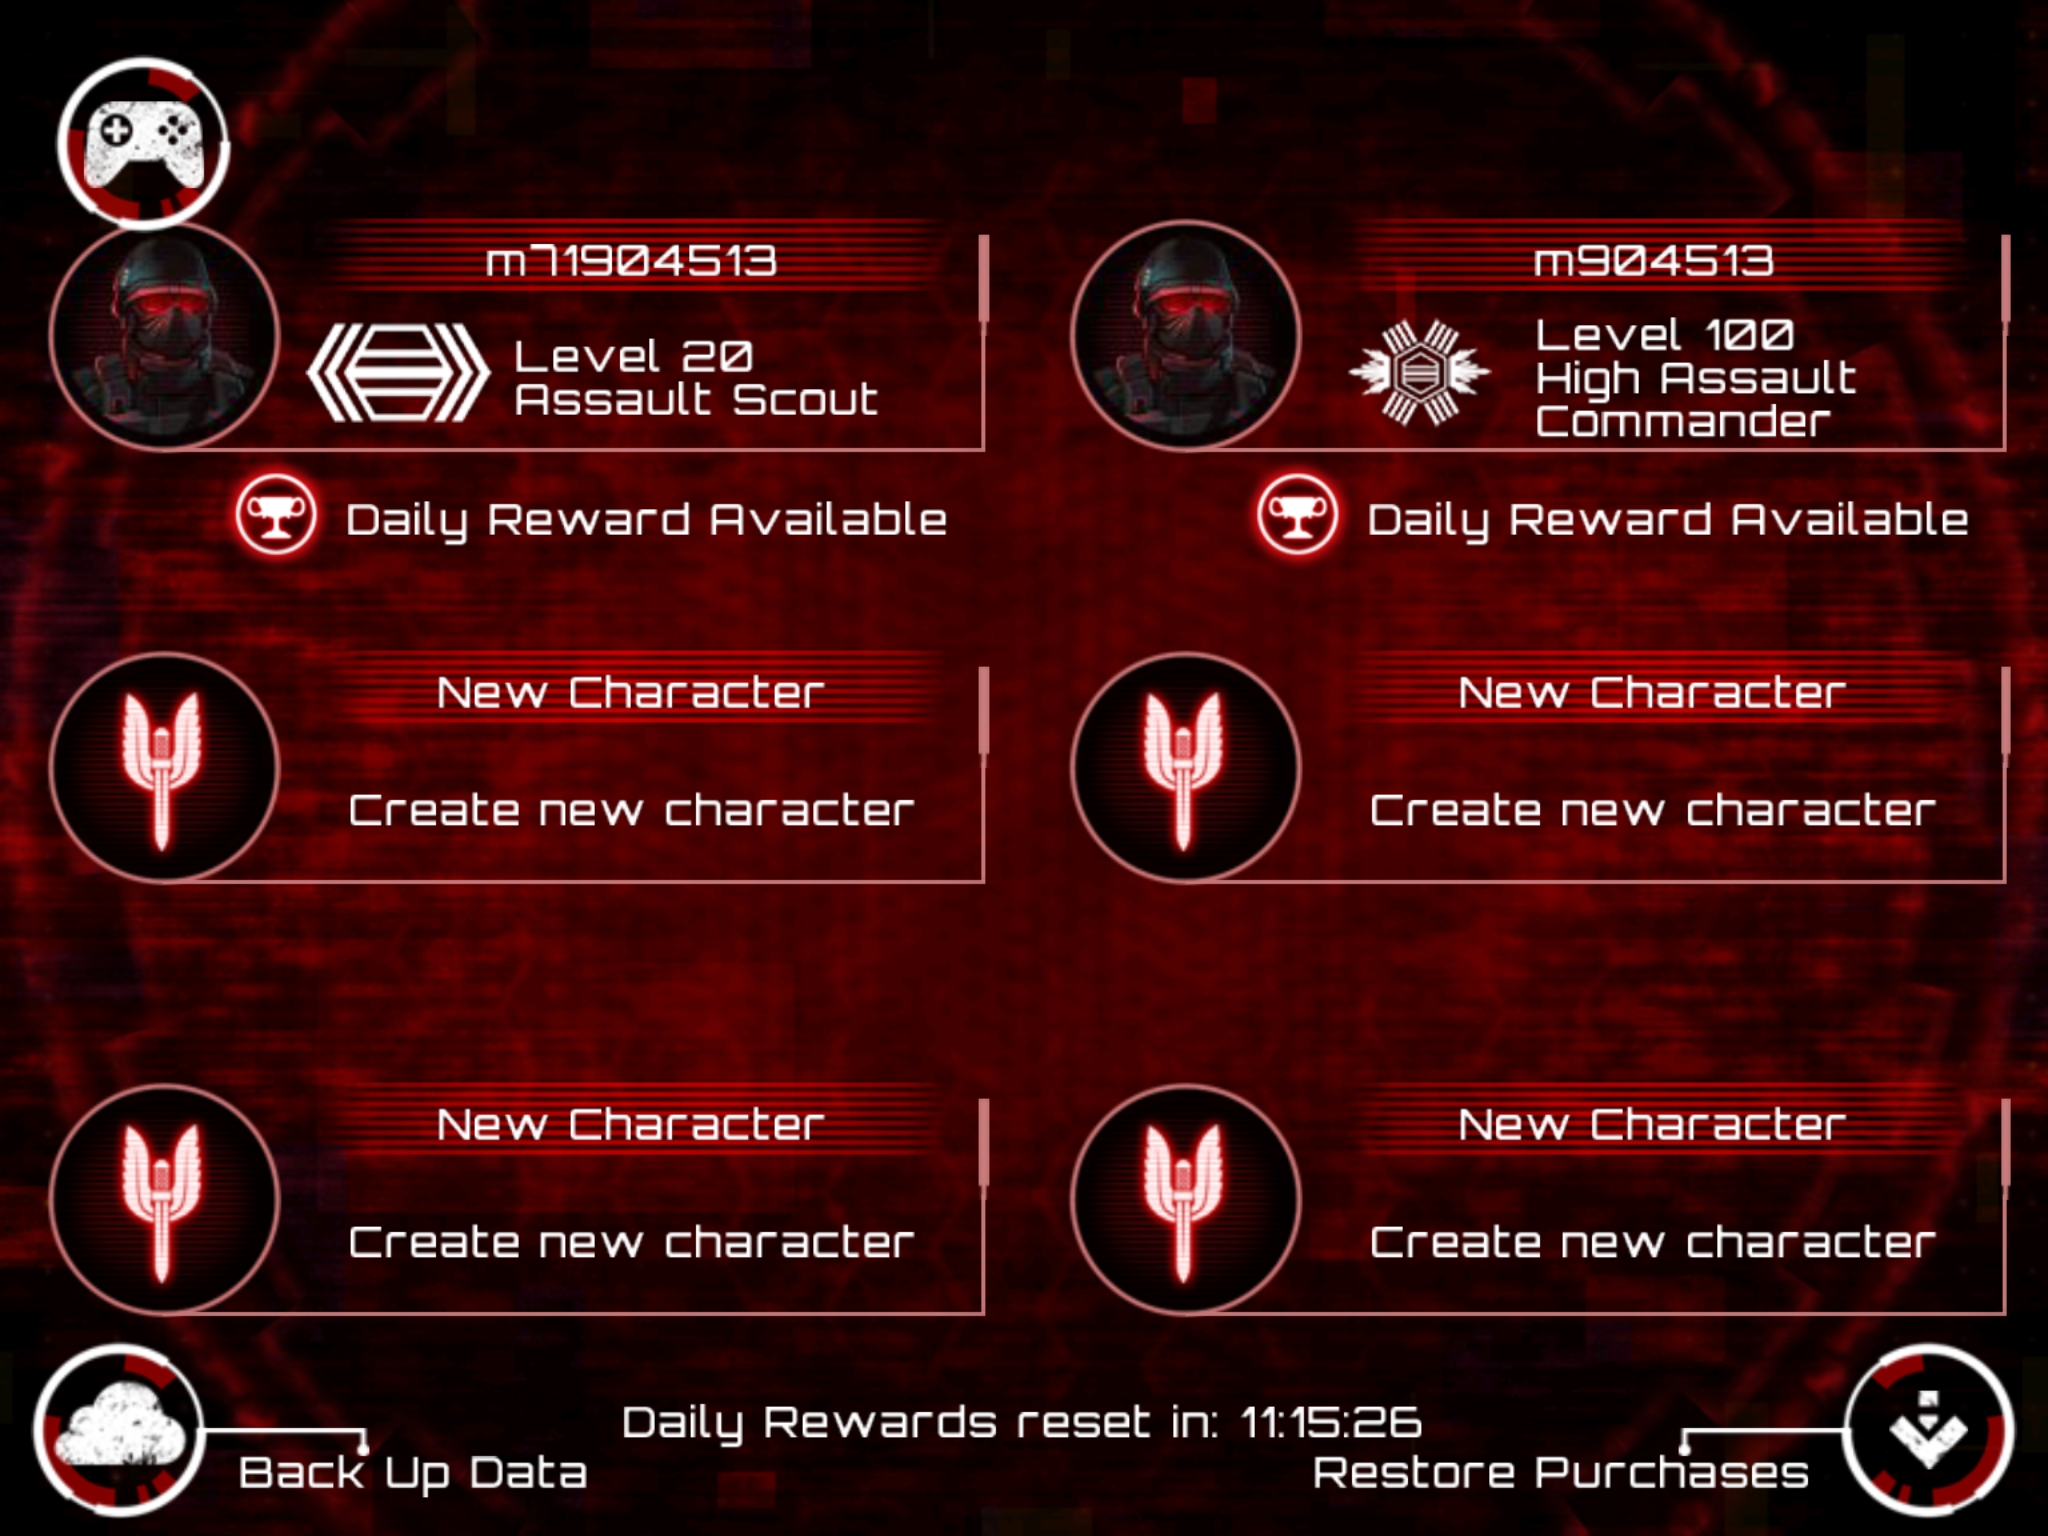 m71904513
Level 20
Assault Scout
Daily Reward Available
m904513
Level 100
High Assault
Commander
Daily Reward Available
New Character
Create new character
New Character
Create new character
New Character
Create new character
New Character
Create new character
Back Up Data
Daily Rewards reset in: 11:15:26
Restore Purchases